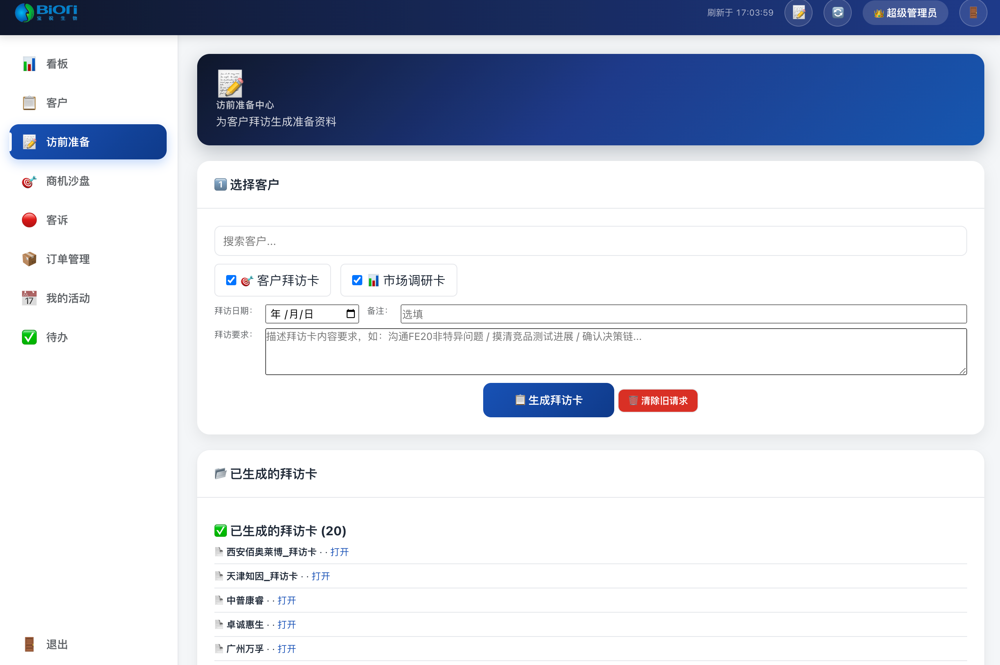 BiOri
宝锐生物
刷新于 17:03:59
超级管理员
看板
客户
访前准备
商机沙盘
客诉
订单管理
JUL
17
我的活动
待办
退出
访前准备中心
为客户拜访生成准备资料
1 选择客户
搜索客户...
客户拜访卡
市场调研卡
拜访日期:
年 /月/日
备注:
选填
拜访要求:
描述拜访卡内容要求，如：沟通FE20非特异问题 / 摸清竞品测试进展 / 确认决策链...
生成拜访卡
清除旧请求
已生成的拜访卡
已生成的拜访卡 (20)
西安佰奥莱博_拜访卡 · · 打开
天津知因_拜访卡 · · 打开
中普康睿 · · 打开
卓诚惠生 · · 打开
广州万孚 · · 打开